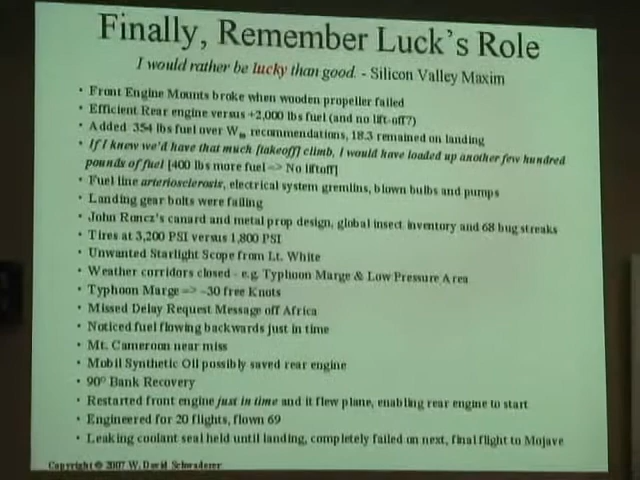 Finally, Remember Luck's Role
I would rather be lucky than good. - Silicon Valley Maxim
• Front Engine Mounts broke when wooden propeller failed
• Efficient Rear engine versus +2,000 lbs fuel (and no lift-off?)
• Added 354 lbs fuel over W recommendations, 18.3 remained on landing
• If I knew we'd have that much [takeoff] climb, I would have loaded up another few hundred
pounds of fuel [400 lbs more fuel => No liftoff]
• Fuel line arteriosclerosis, electrical system gremlins, blown bulbs and pumps
• Landing gear bolts were failing
• John Roncz's canard and metal prop design, global insect inventory and 68 bug streaks
• Tires at 3,200 PSI versus 1,800 PSI
• Unwanted Starlight Scope from Lt. White
• Weather corridors closed - e.g. Typhoon Marge & Low Pressure Area
• Typhoon Marge => ~30 free Knots
• Missed Delay Request Message off Africa
• Noticed fuel flowing backwards just in time
• Mt. Cameroon near miss
• Mobil Synthetic Oil possibly saved rear engine
• 90° Bank Recovery
• Restarted front engine just in time and it flew plane, enabling rear engine to start
• Engineered for 20 flights, flown 69
• Leaking coolant seal held until landing, completely failed on next, final flight to Mojave
Copyright © 2007 W. David Schwaderer